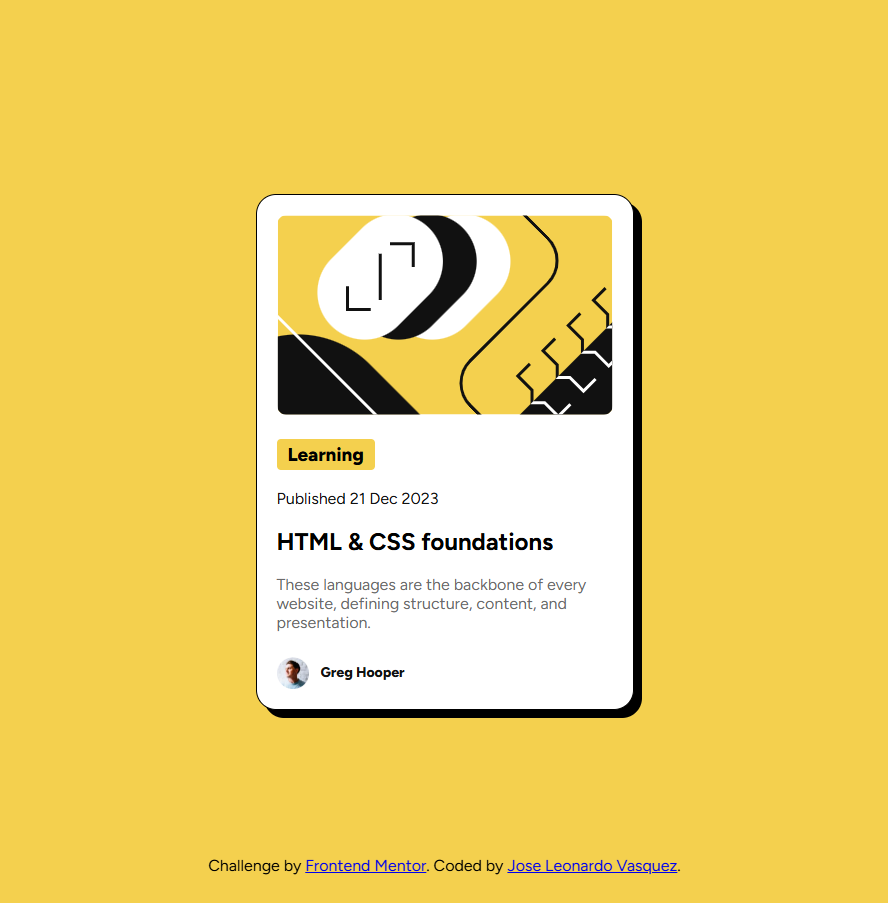 Learning
Published 21 Dec 2023
HTML & CSS foundations
These languages are the backbone of every
website, defining structure, content, and
presentation.
Greg Hooper
Challenge by Frontend Mentor. Coded by Jose Leonardo Vasquez.